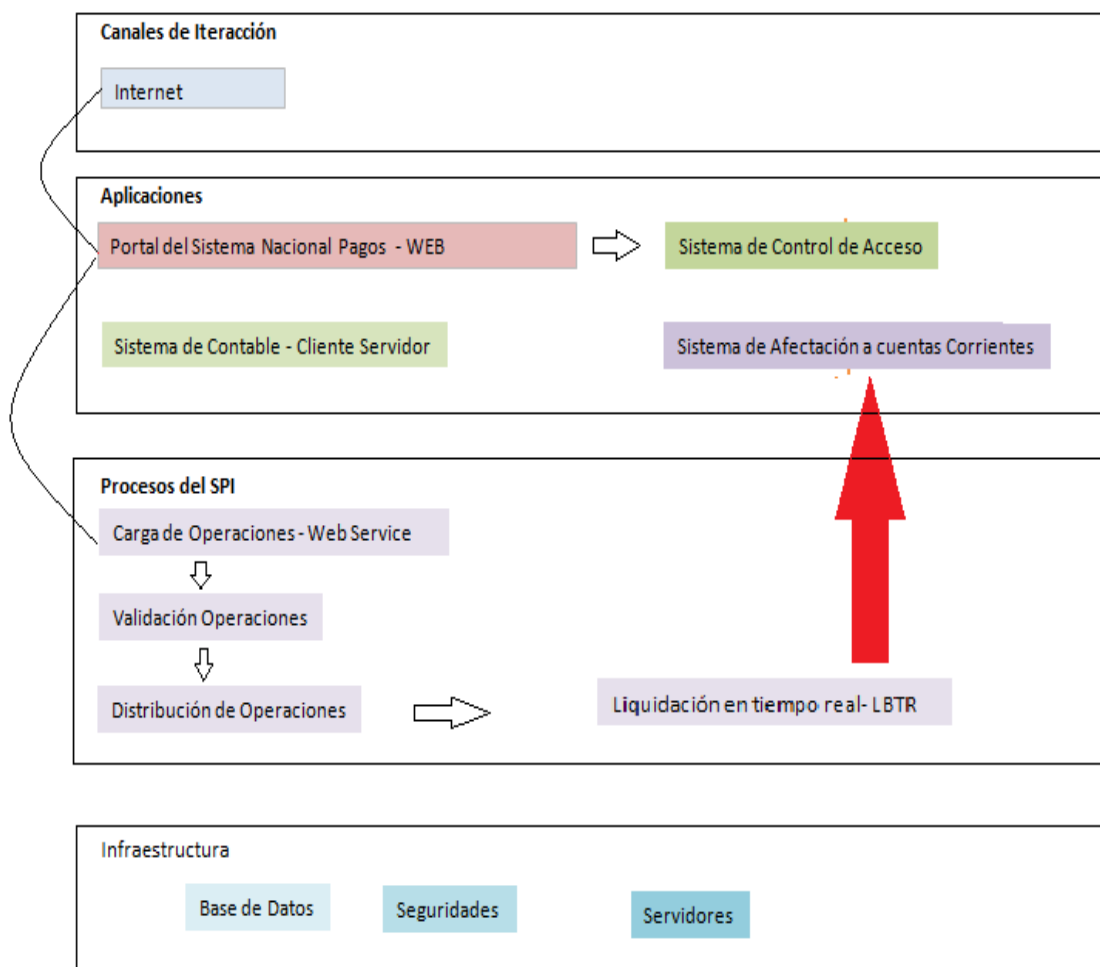 Canales de Iteracción
Internet
Aplicaciones
Portal del Sistema Nacional Pagos - WEB
Sistema de Control de Acceso
Sistema de Contable - Cliente Servidor
Sistema de Afectación a cuentas Corrientes
Procesos del SPI
Carga de Operaciones - Web Service
Validación Operaciones
Distribución de Operaciones
Liquidación en tiempo real- LBTR
Infraestructura
Base de Datos
Seguridades
Servidores